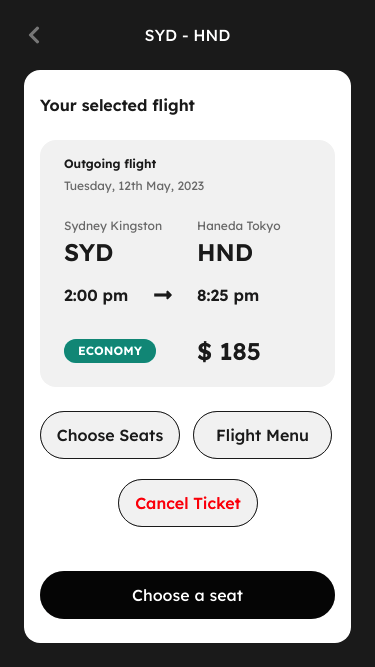 SYD - HND
Your selected flight
Outgoing flight
Tuesday, 12th May, 2023
Sydney Kingston Haneda Tokyo
SYD HND
2:00 pm → 8:25 pm
ECONOMY $ 185
Choose Seats Flight Menu
Cancel Ticket
Choose a seat